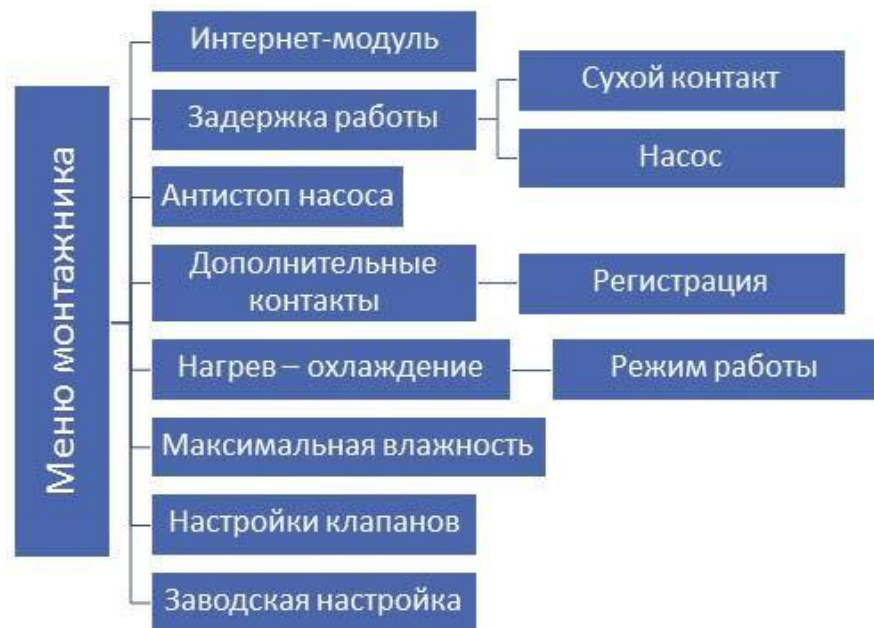 Меню монтажника
Интернет-модуль
Задержка работы
Сухой контакт
Насос
Антистоп насоса
Дополнительные
контакты
Регистрация
Нагрев – охлаждение
Режим работы
Максимальная влажность
Настройки клапанов
Заводская настройка